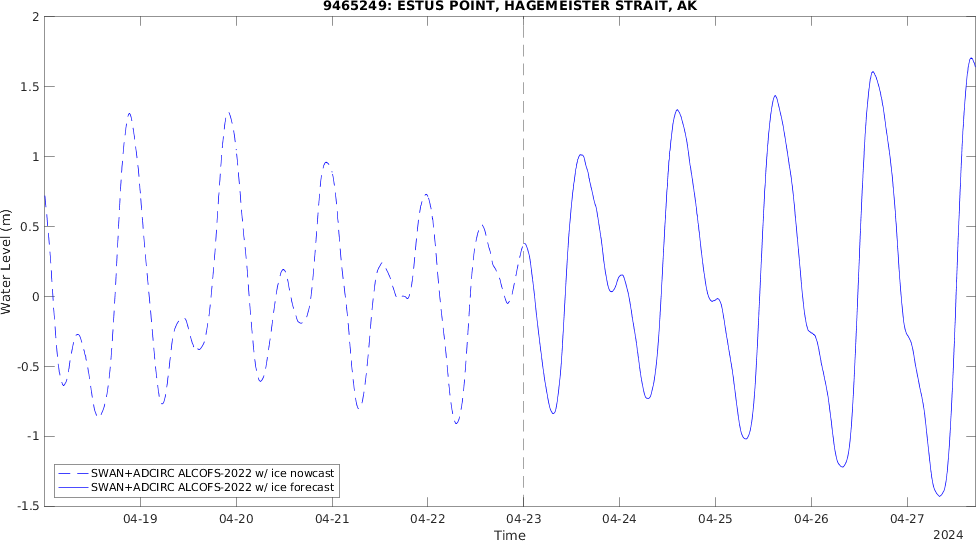 9465249: ESTUS POINT, HAGEMEISTER STRAIT, AK
2
1.5
1
0.5
0
-0.5
-1
-1.5
Water Level (m)
SWAN+ADCIRC ALCOFS-2022 w/ ice nowcast
SWAN+ADCIRC ALCOFS-2022 w/ ice forecast
04-19 04-20 04-21 04-22 04-23 04-24 04-25 04-26 04-27
Time
2024